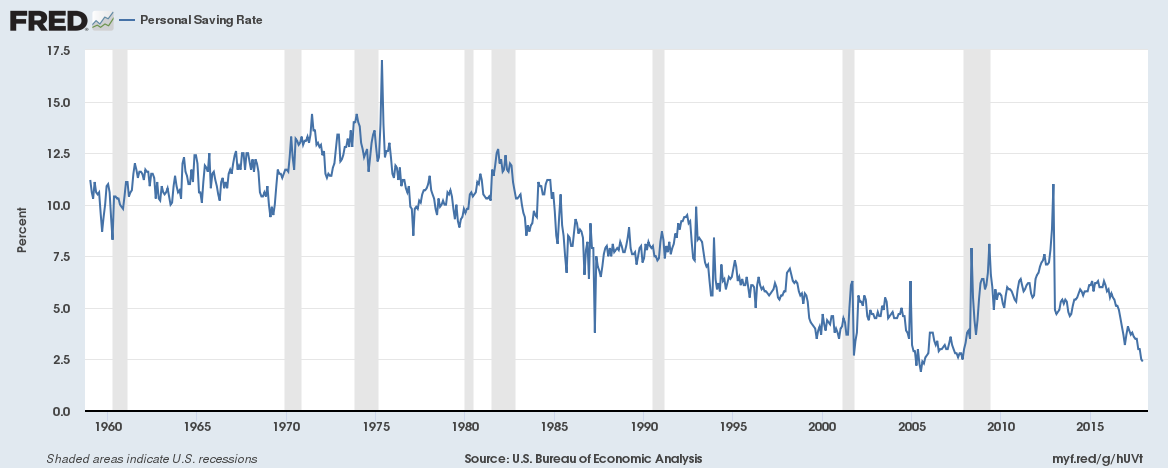 FRED
Personal Saving Rate
17.5
15.0
12.5
10.0
7.5
5.0
2.5
0.0
Percent
1960 1965 1970 1975 1980 1985 1990 1995 2000 2005 2010 2015
Shaded areas indicate U.S. recessions
Source: U.S. Bureau of Economic Analysis
myf.red/g/hUVt